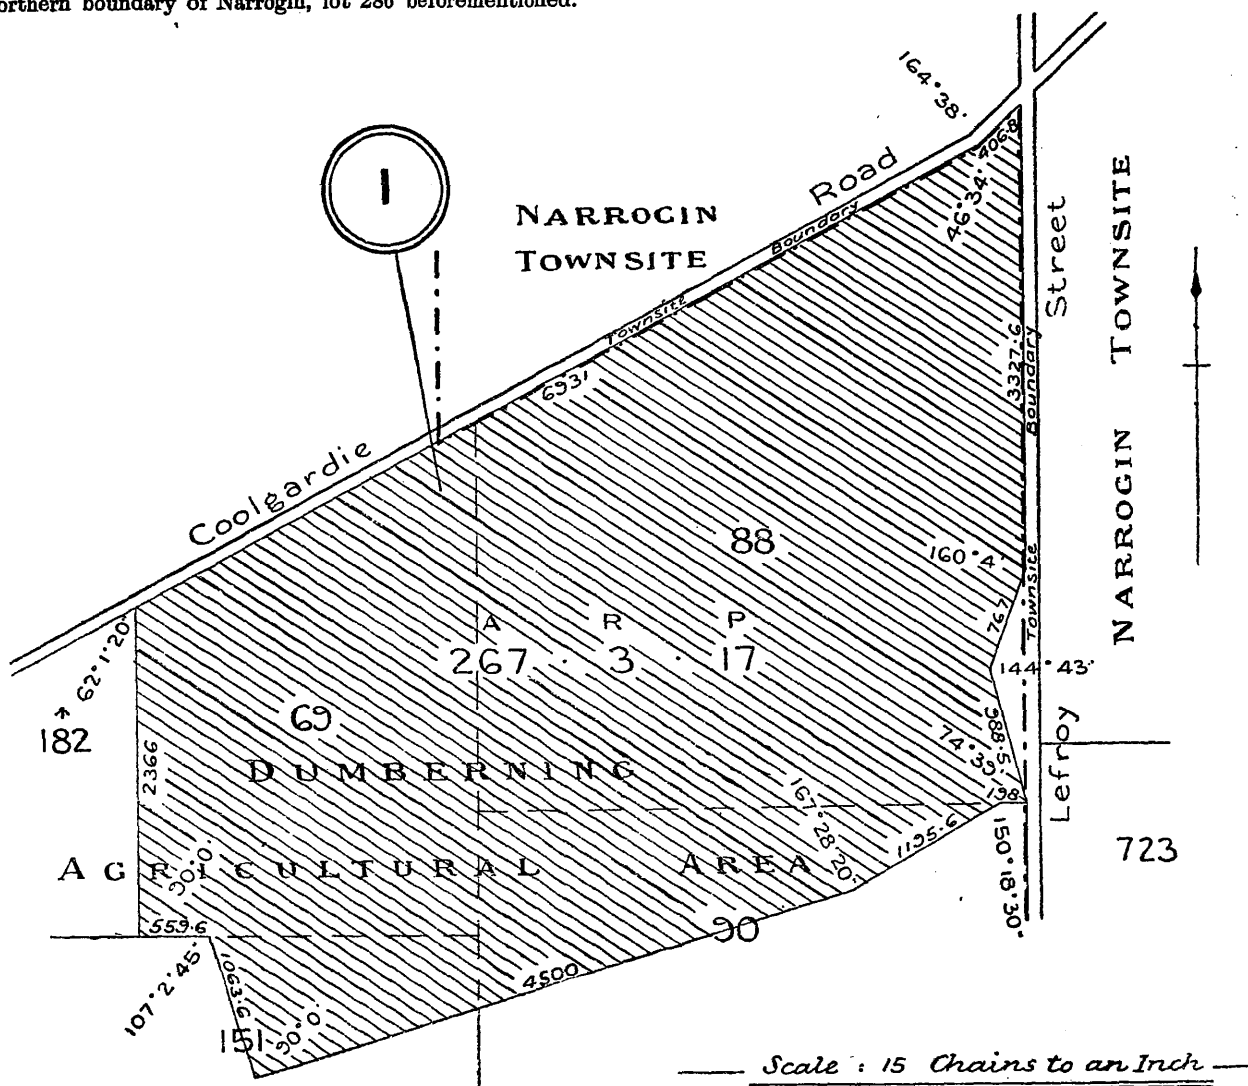 orthern boundary of Narrogin, lot 286 beforementioned.
164°38'
I
NARROGIN
TOWNSITE
Coolgardie Road
Townsite Boundary
406.8
46°34'
6931
Lefroy Street
NARROGIN TOWNSITE
3327.6
Townsite Boundary
88
160°4'
767
144°43'
A R P
267 . 3 . 17
62°1'20"
182
69
2366
988.5
74°39'
198
DUMBERNING
AGRICULTURAL AREA
167°28'20"
1195.6
150°18'30"
723
90°0'
559.6
90
107°2'45"
1063.6
4500
151
90°0'
Scale : 15 Chains to an Inch